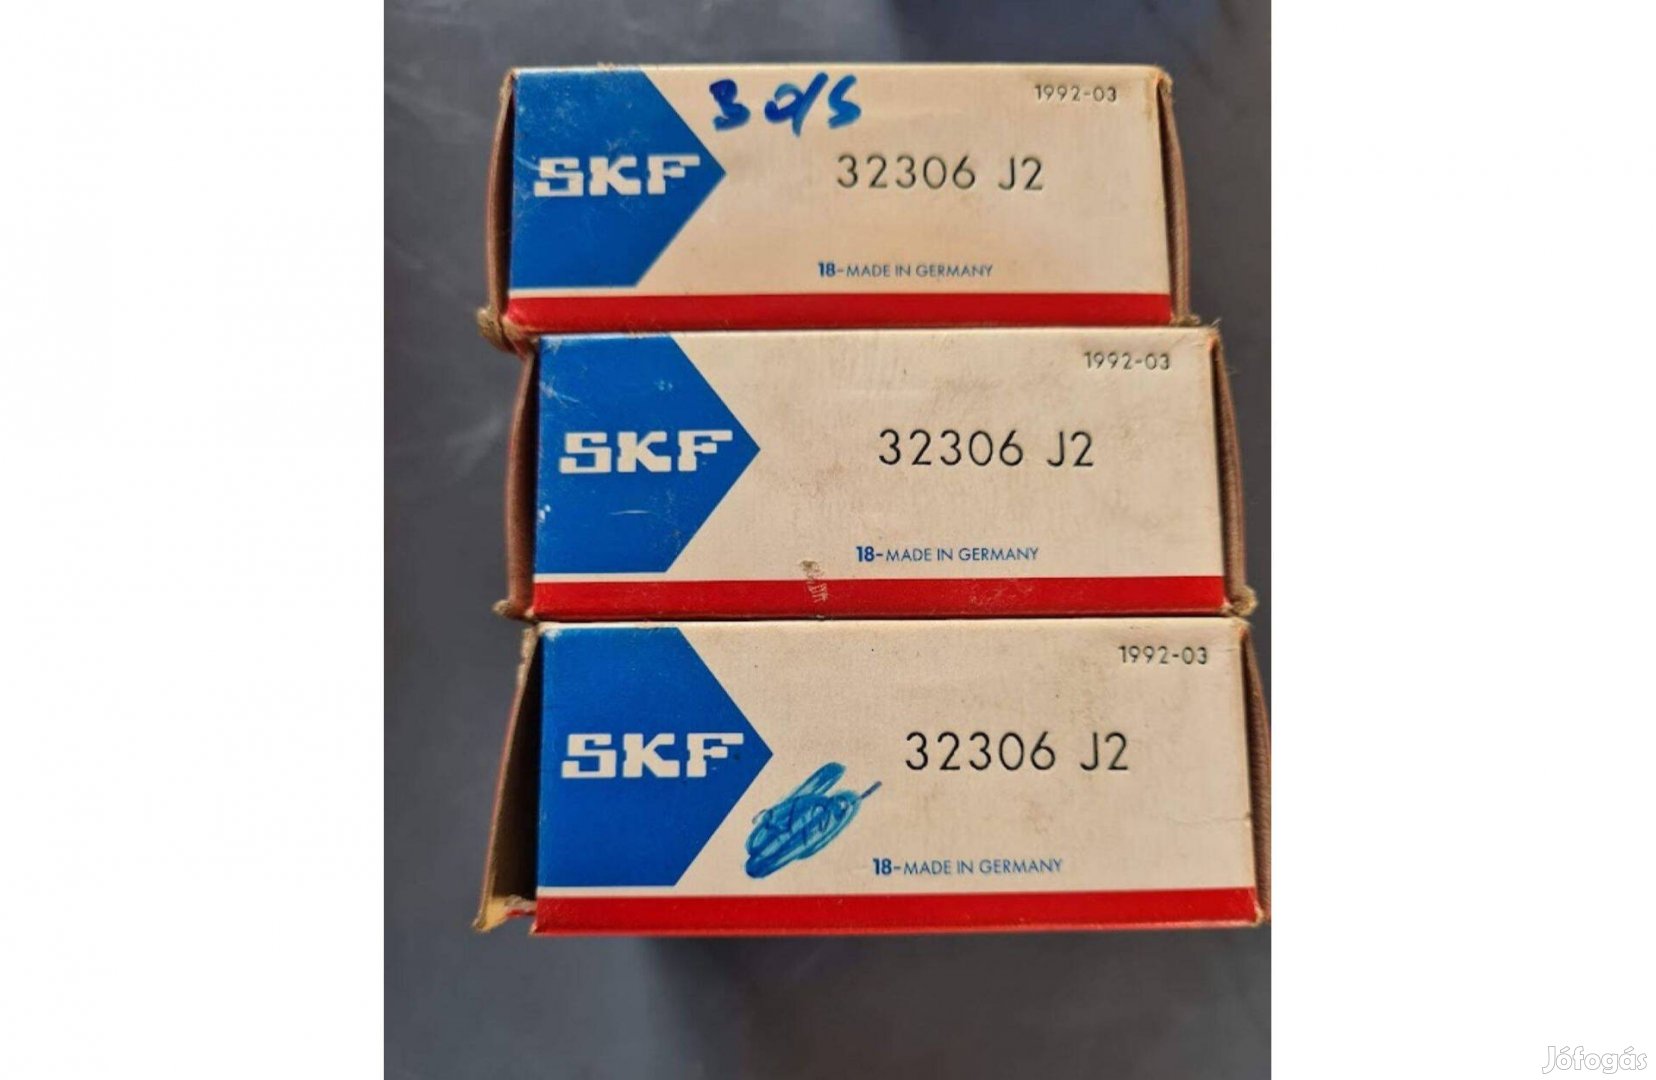 1992-03
SKF 32306 J2
18-MADE IN GERMANY
1992-03
SKF 32306 J2
18-MADE IN GERMANY
1992-03
SKF 32306 J2
18-MADE IN GERMANY
Jófogás